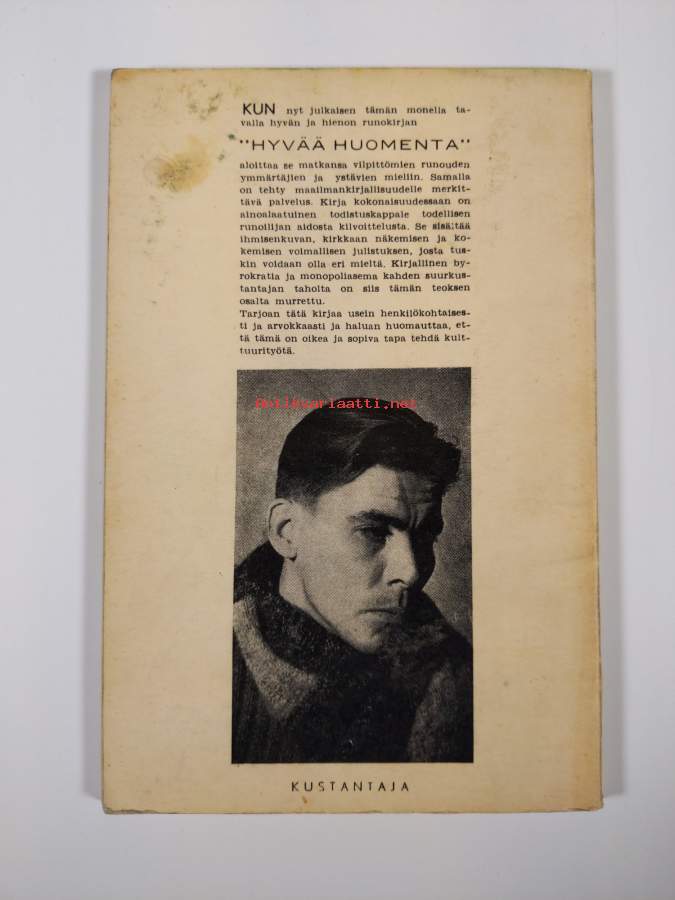 KUN nyt julkaisen tämän monella ta-
valla hyvän ja hienon runokirjan
"HYVÄÄ HUOMENTA"
aloittaa se matkansa vilpittömien runouden
ymmärtäjien ja ystävien mieliin. Samalla
on tehty maailmankirjallisuudelle merkit-
tävä palvelus. Kirja kokonaisuudessaan on
ainoalaatuinen todistuskappale todellisen
runoilijan aidosta kilvoittelusta. Se sisältää
ihmisenkuvan, kirkkaan näkemisen ja ko-
kemisen voimallisen julistuksen, josta tus-
kin voidaan olla eri mieltä. Kirjallinen by-
rokratia ja monopoliasema kahden suurkus-
tantajan taholta on siis tämän teoksen
osalta murrettu.
Tarjoan tätä kirjaa usein henkilökohtaises-
ti ja arvokkaasti ja haluan huomauttaa, et-
tä tämä on oikea ja sopiva tapa tehdä kult-
tuurityötä.
Antikvariaatti.net
KUSTANTAJA